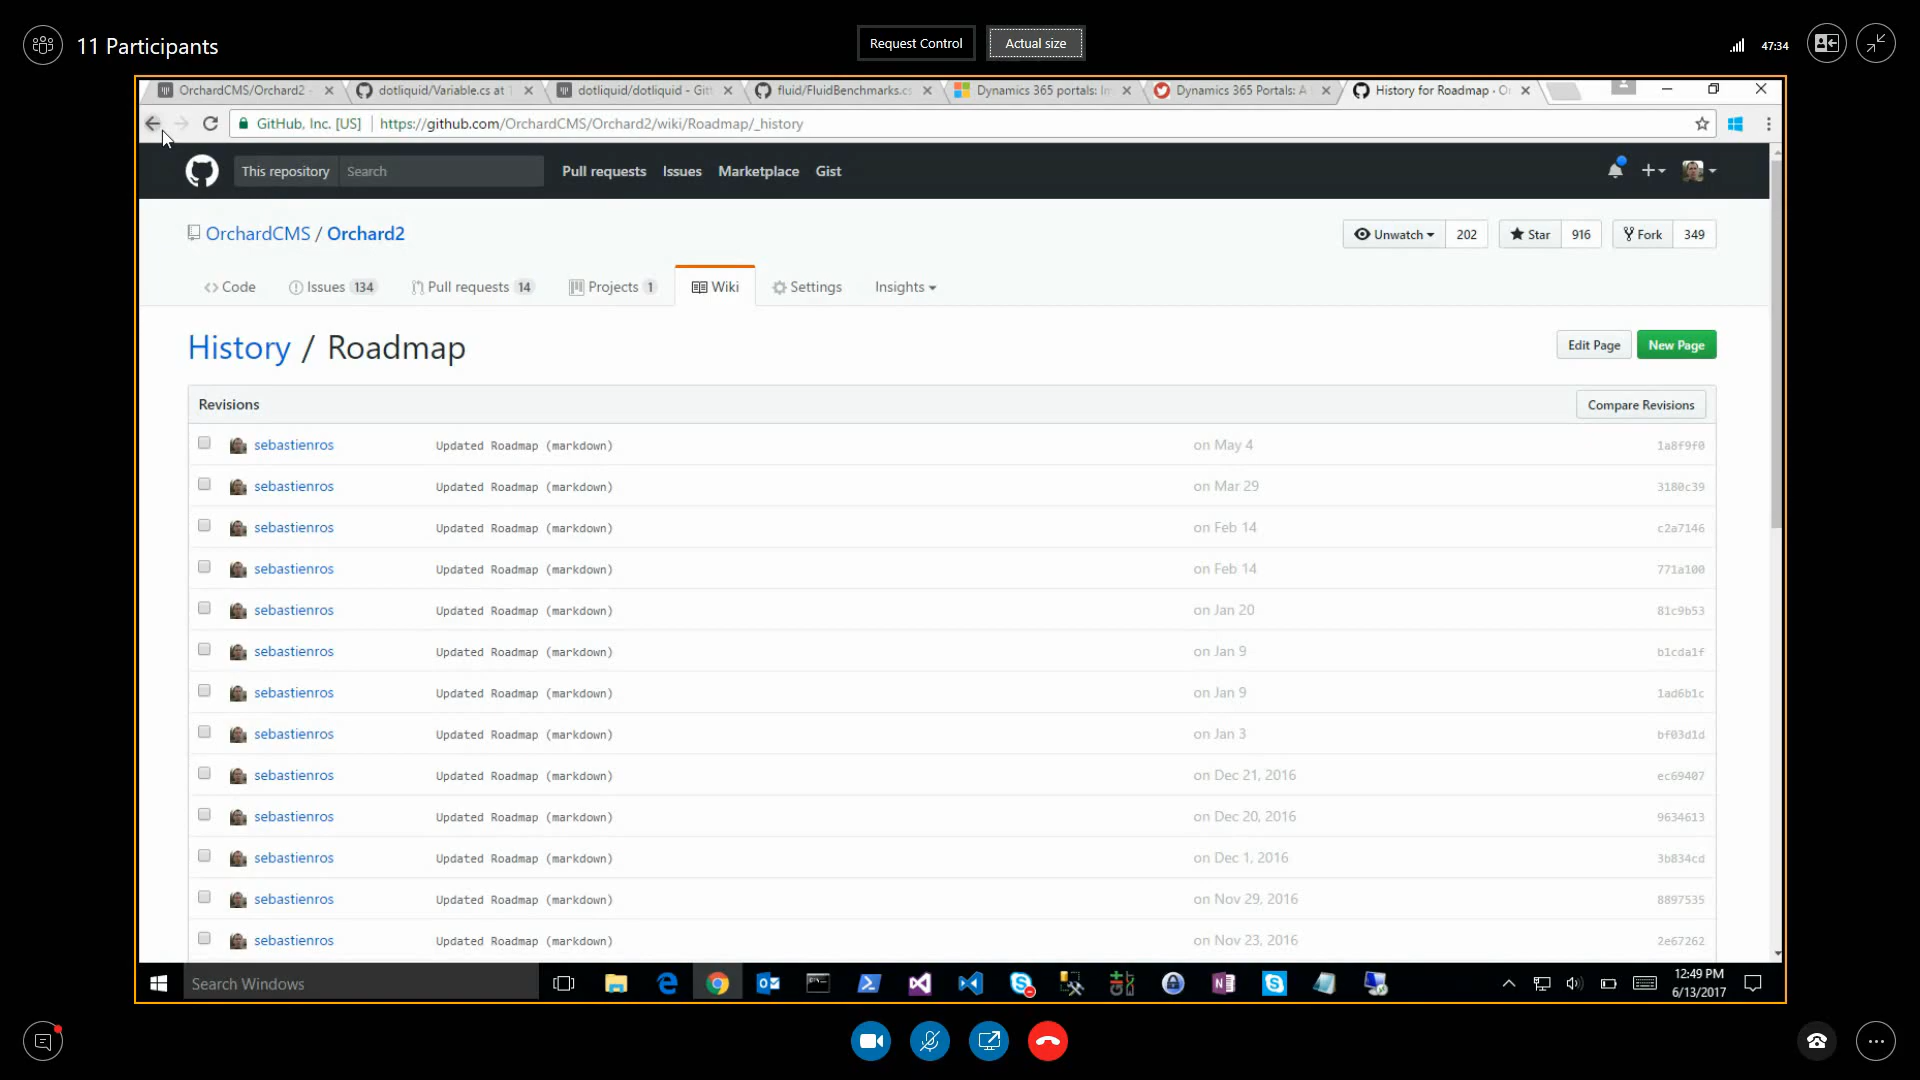 11 Participants
Request Control
Actual size
47:34
OrchardCMS/Orchard2 -
dotliquid/Variable.cs at
dotliquid/dotliquid - Gitt
fluid/FluidBenchmarks.cs
Dynamics 365 portals: Im
Dynamics 365 Portals: A
History for Roadmap · O
GitHub, Inc. [US]
https://github.com/OrchardCMS/Orchard2/wiki/Roadmap/_history
This repository
Search
Pull requests
Issues
Marketplace
Gist
OrchardCMS / Orchard2
Unwatch
202
Star
916
Fork
349
Code
Issues 134
Pull requests 14
Projects 1
Wiki
Settings
Insights
History / Roadmap
Edit Page
New Page
Revisions
Compare Revisions
sebastienros Updated Roadmap (markdown) on May 4 1a8f9f0
sebastienros Updated Roadmap (markdown) on Mar 29 3180c39
sebastienros Updated Roadmap (markdown) on Feb 14 c2a7146
sebastienros Updated Roadmap (markdown) on Feb 14 771a100
sebastienros Updated Roadmap (markdown) on Jan 20 81c9b53
sebastienros Updated Roadmap (markdown) on Jan 9 b1cda1f
sebastienros Updated Roadmap (markdown) on Jan 9 1ad6b1c
sebastienros Updated Roadmap (markdown) on Jan 3 bf03d1d
sebastienros Updated Roadmap (markdown) on Dec 21, 2016 ec69407
sebastienros Updated Roadmap (markdown) on Dec 20, 2016 9634613
sebastienros Updated Roadmap (markdown) on Dec 1, 2016 3b834cd
sebastienros Updated Roadmap (markdown) on Nov 29, 2016 8897535
sebastienros Updated Roadmap (markdown) on Nov 23, 2016 2e67262
Search Windows
12:49 PM
6/13/2017